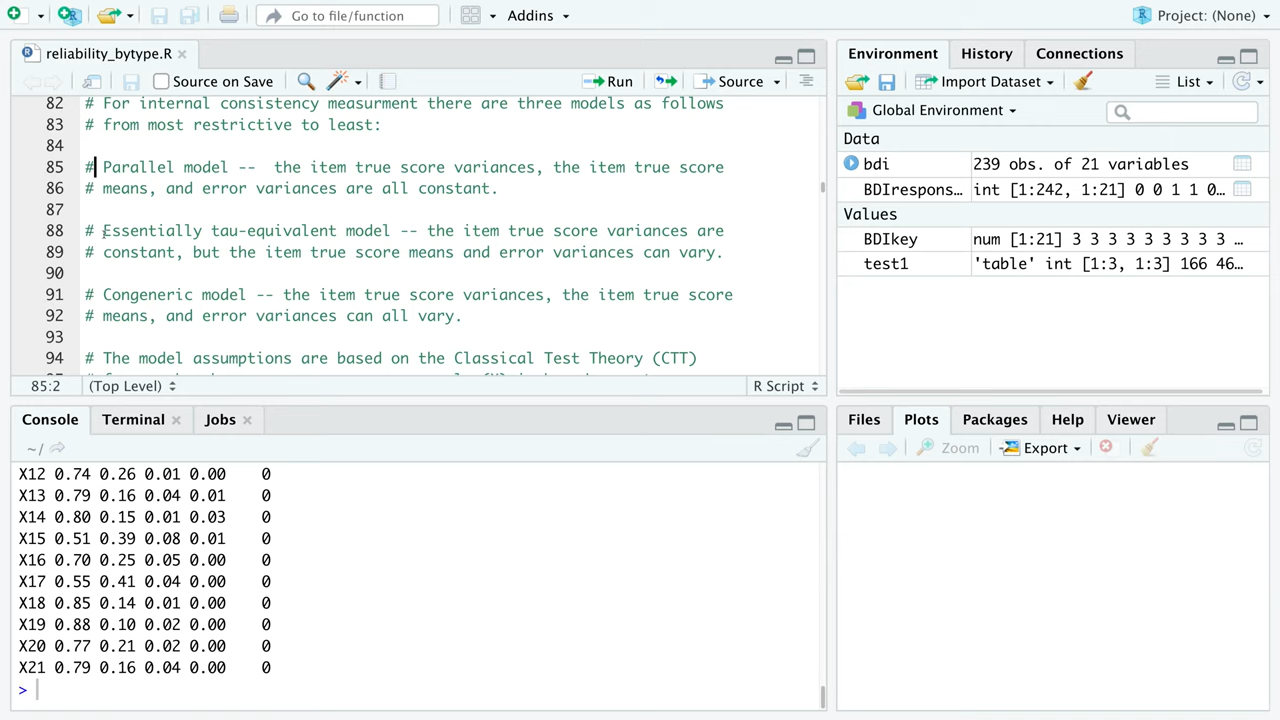 Go to file/function
Addins
Project: (None)
reliability_bytype.R
Source on Save
Run
Source
82 # For internal consistency measurment there are three models as follows
83 # from most restrictive to least:
84
85 # Parallel model -- the item true score variances, the item true score
86 # means, and error variances are all constant.
87
88 # Essentially tau-equivalent model -- the item true score variances are
89 # constant, but the item true score means and error variances can vary.
90
91 # Congeneric model -- the item true score variances, the item true score
92 # means, and error variances can all vary.
93
94 # The model assumptions are based on the Classical Test Theory (CTT)
85:2 (Top Level) R Script
Console Terminal Jobs
~/
X12 0.74 0.26 0.01 0.00 0
X13 0.79 0.16 0.04 0.01 0
X14 0.80 0.15 0.01 0.03 0
X15 0.51 0.39 0.08 0.01 0
X16 0.70 0.25 0.05 0.00 0
X17 0.55 0.41 0.04 0.00 0
X18 0.85 0.14 0.01 0.00 0
X19 0.88 0.10 0.02 0.00 0
X20 0.77 0.21 0.02 0.00 0
X21 0.79 0.16 0.04 0.00 0
>
Environment History Connections
Import Dataset List
Global Environment
Data
bdi 239 obs. of 21 variables
BDIrespons… int [1:242, 1:21] 0 0 1 1 0…
Values
BDIkey num [1:21] 3 3 3 3 3 3 3 3 3 …
test1 'table' int [1:3, 1:3] 166 46…
Files Plots Packages Help Viewer
Zoom Export